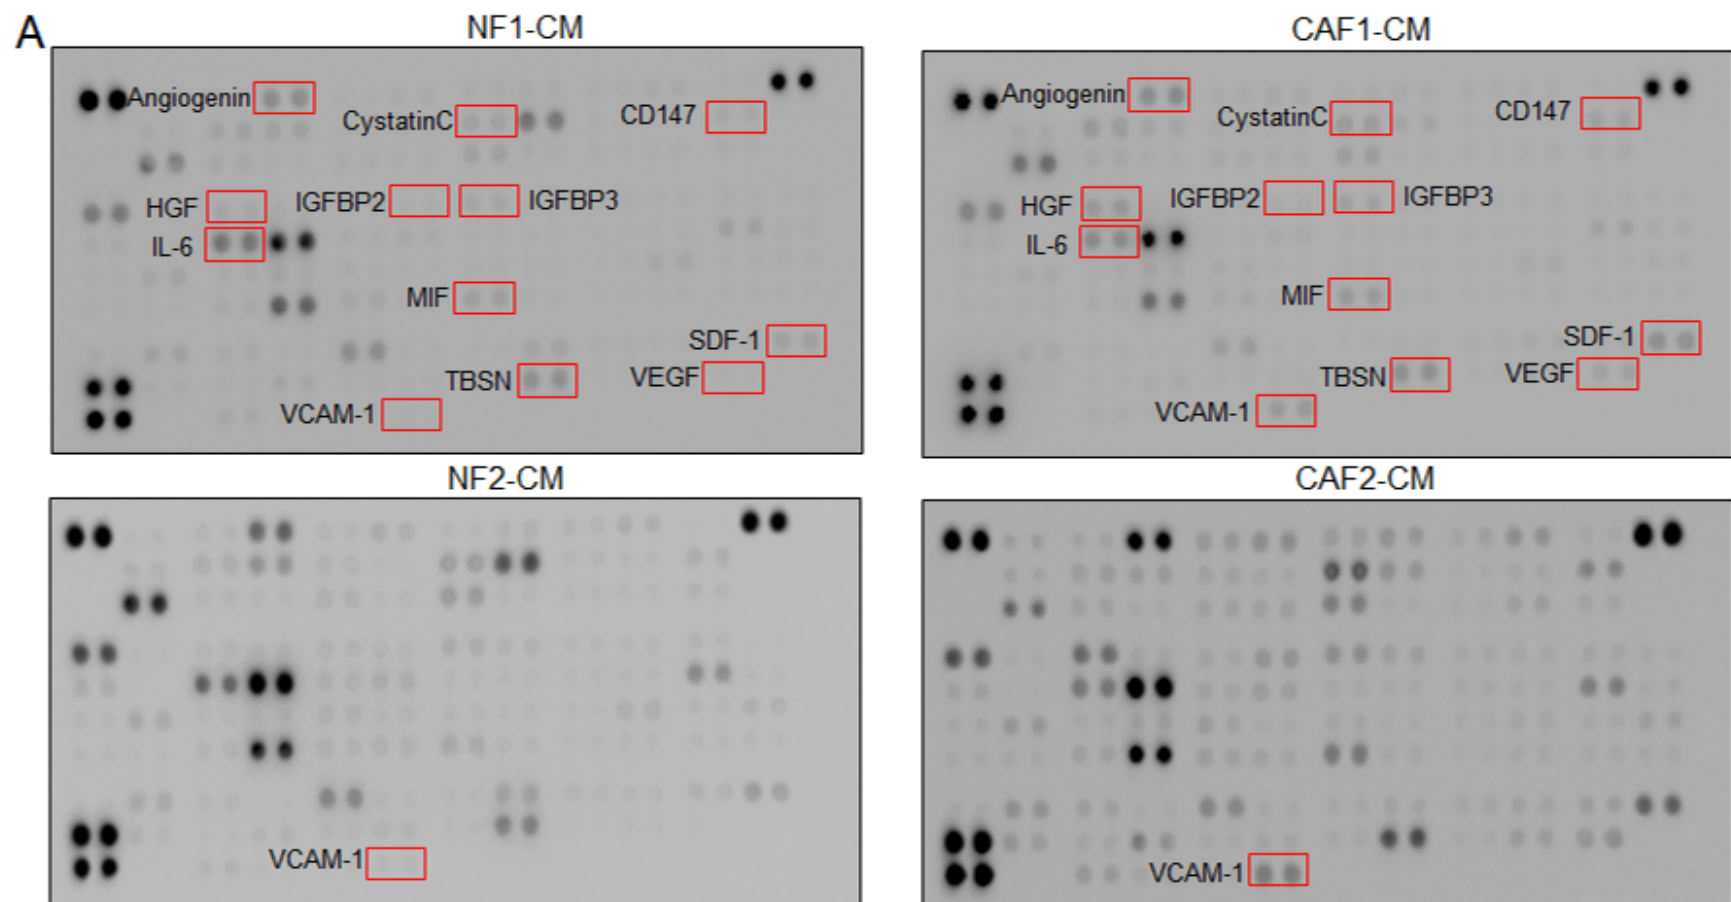 A
NF1-CM
CAF1-CM
Angiogenin
CystatinC
CD147
HGF
IGFBP2
IGFBP3
IL-6
MIF
SDF-1
TBSN
VEGF
VCAM-1
Angiogenin
CystatinC
CD147
HGF
IGFBP2
IGFBP3
IL-6
MIF
SDF-1
TBSN
VEGF
VCAM-1
NF2-CM
CAF2-CM
VCAM-1
VCAM-1